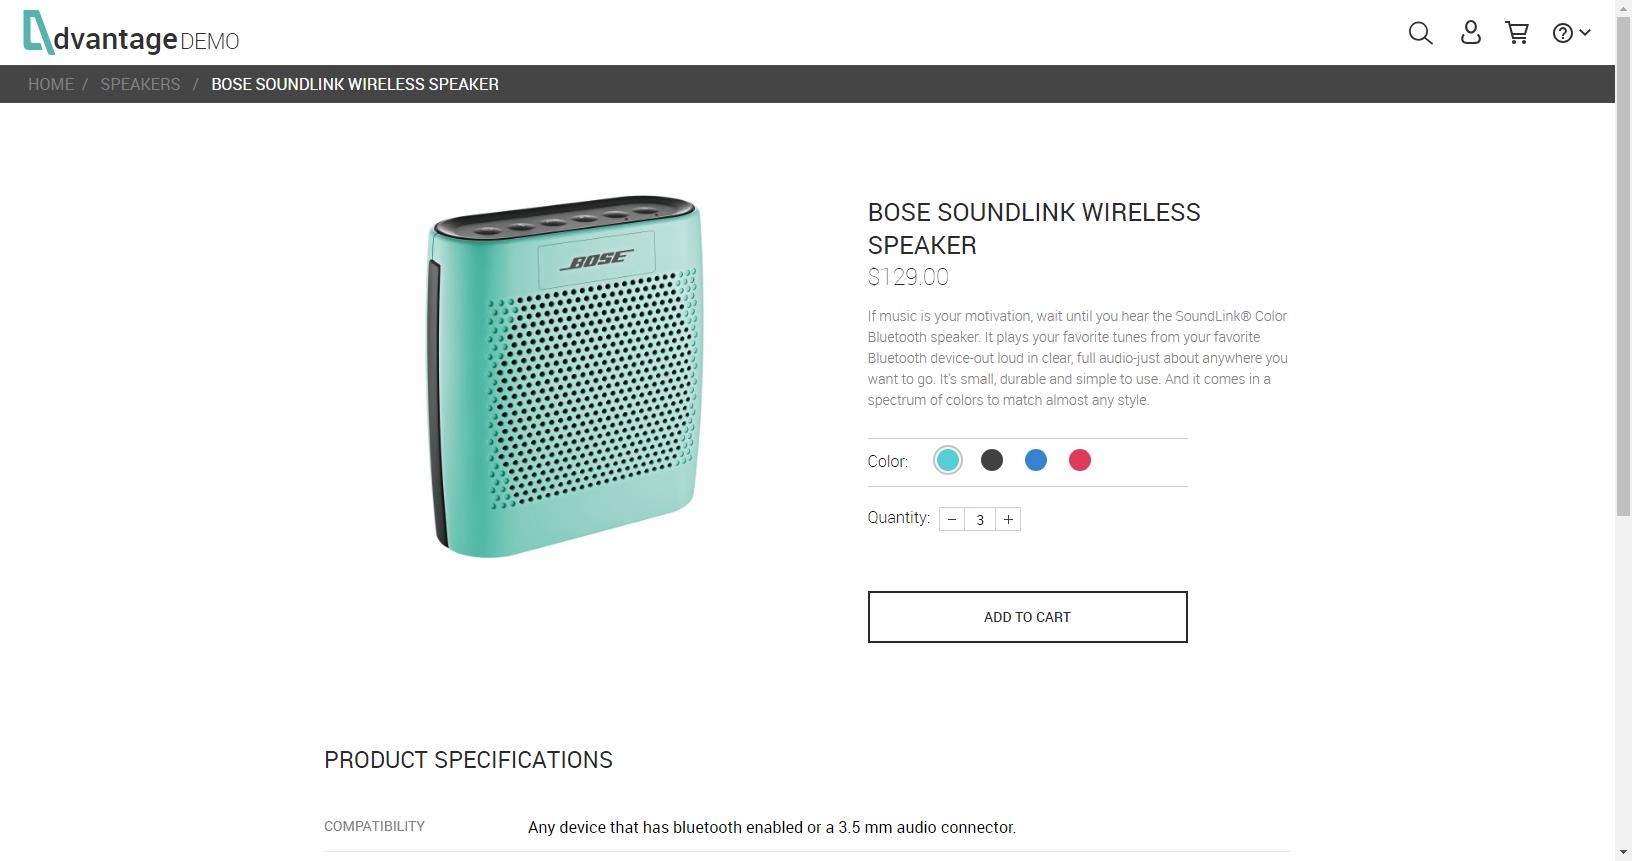 dvantage DEMO
HOME / SPEAKERS / BOSE SOUNDLINK WIRELESS SPEAKER
BOSE
BOSE SOUNDLINK WIRELESS
SPEAKER
$129.00
If music is your motivation, wait until you hear the SoundLink® Color
Bluetooth speaker. It plays your favorite tunes from your favorite
Bluetooth device-out loud in clear, full audio-just about anywhere you
want to go. It's small, durable and simple to use. And it comes in a
spectrum of colors to match almost any style.
Color:
Quantity: − 3 +
ADD TO CART
PRODUCT SPECIFICATIONS
COMPATIBILITY Any device that has bluetooth enabled or a 3.5 mm audio connector.